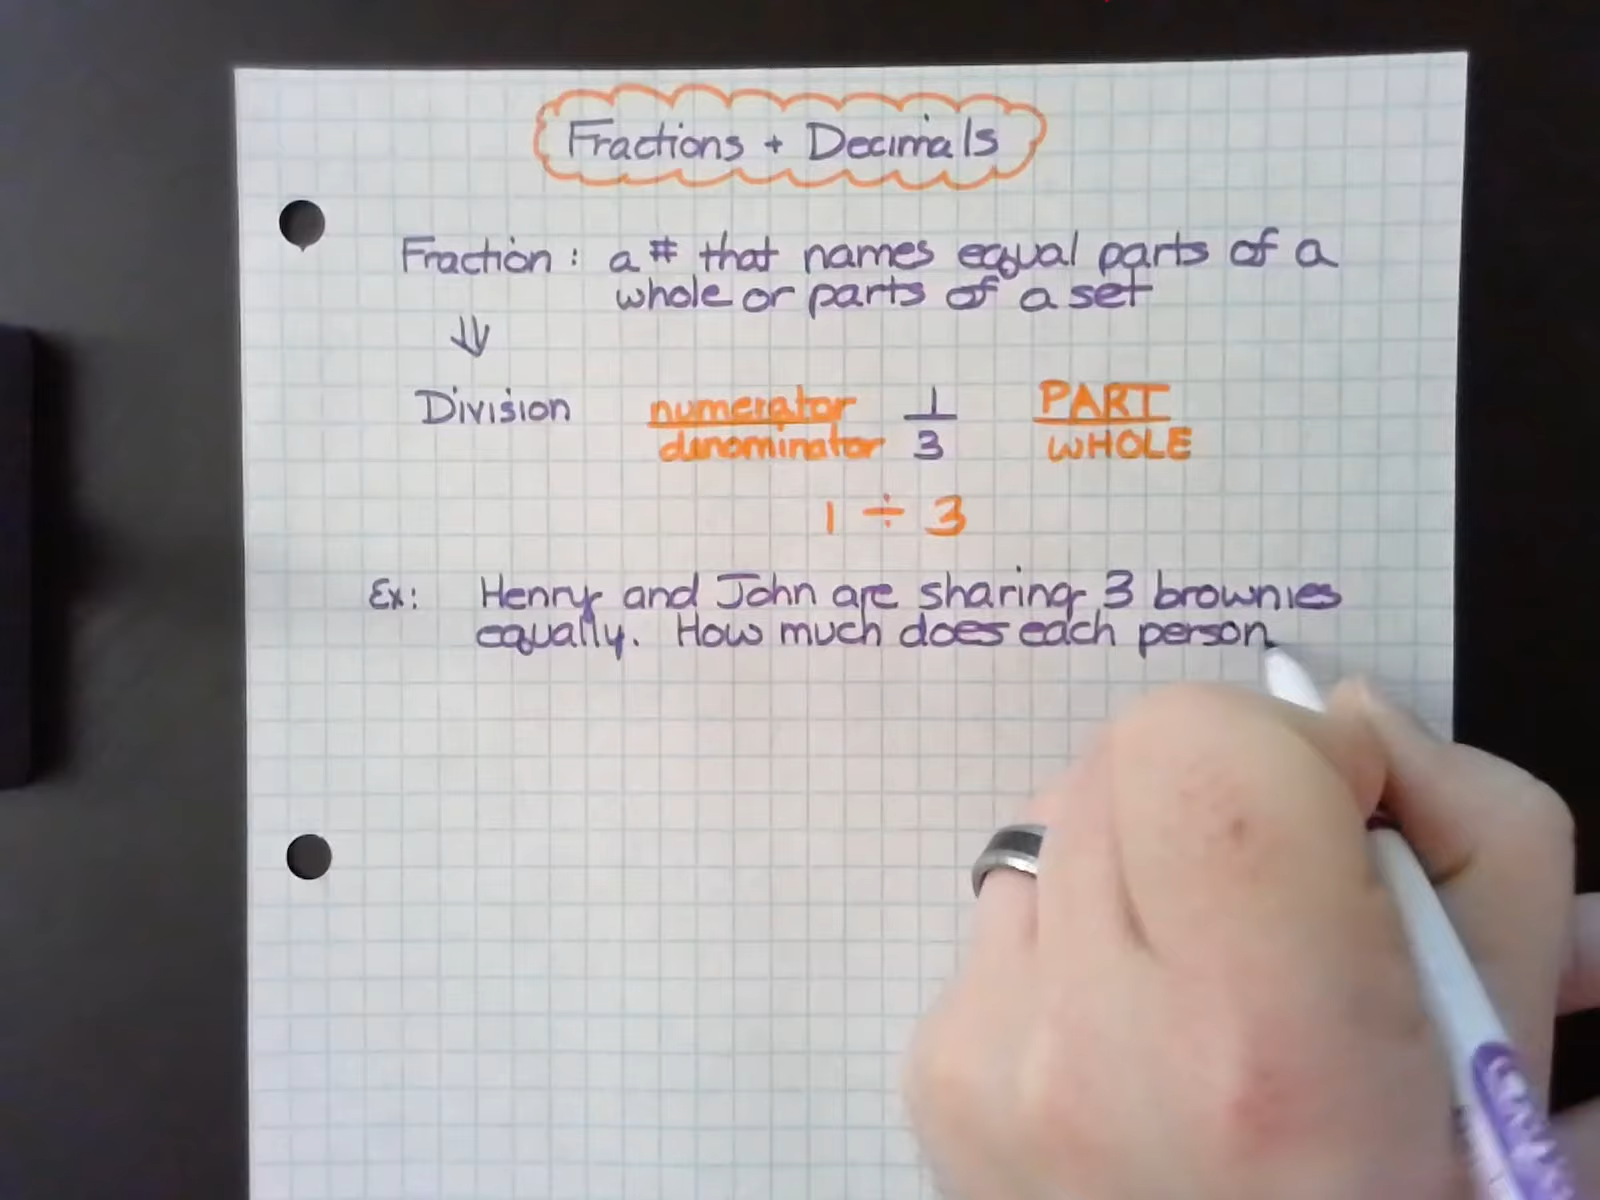 Fractions + Decimals
Fraction: a # that names equal parts of a
whole or parts of a set
⇓
Division numerator/denominator 1/3 PART/WHOLE
1 ÷ 3
Ex: Henry and John are sharing 3 brownies
equally. How much does each person